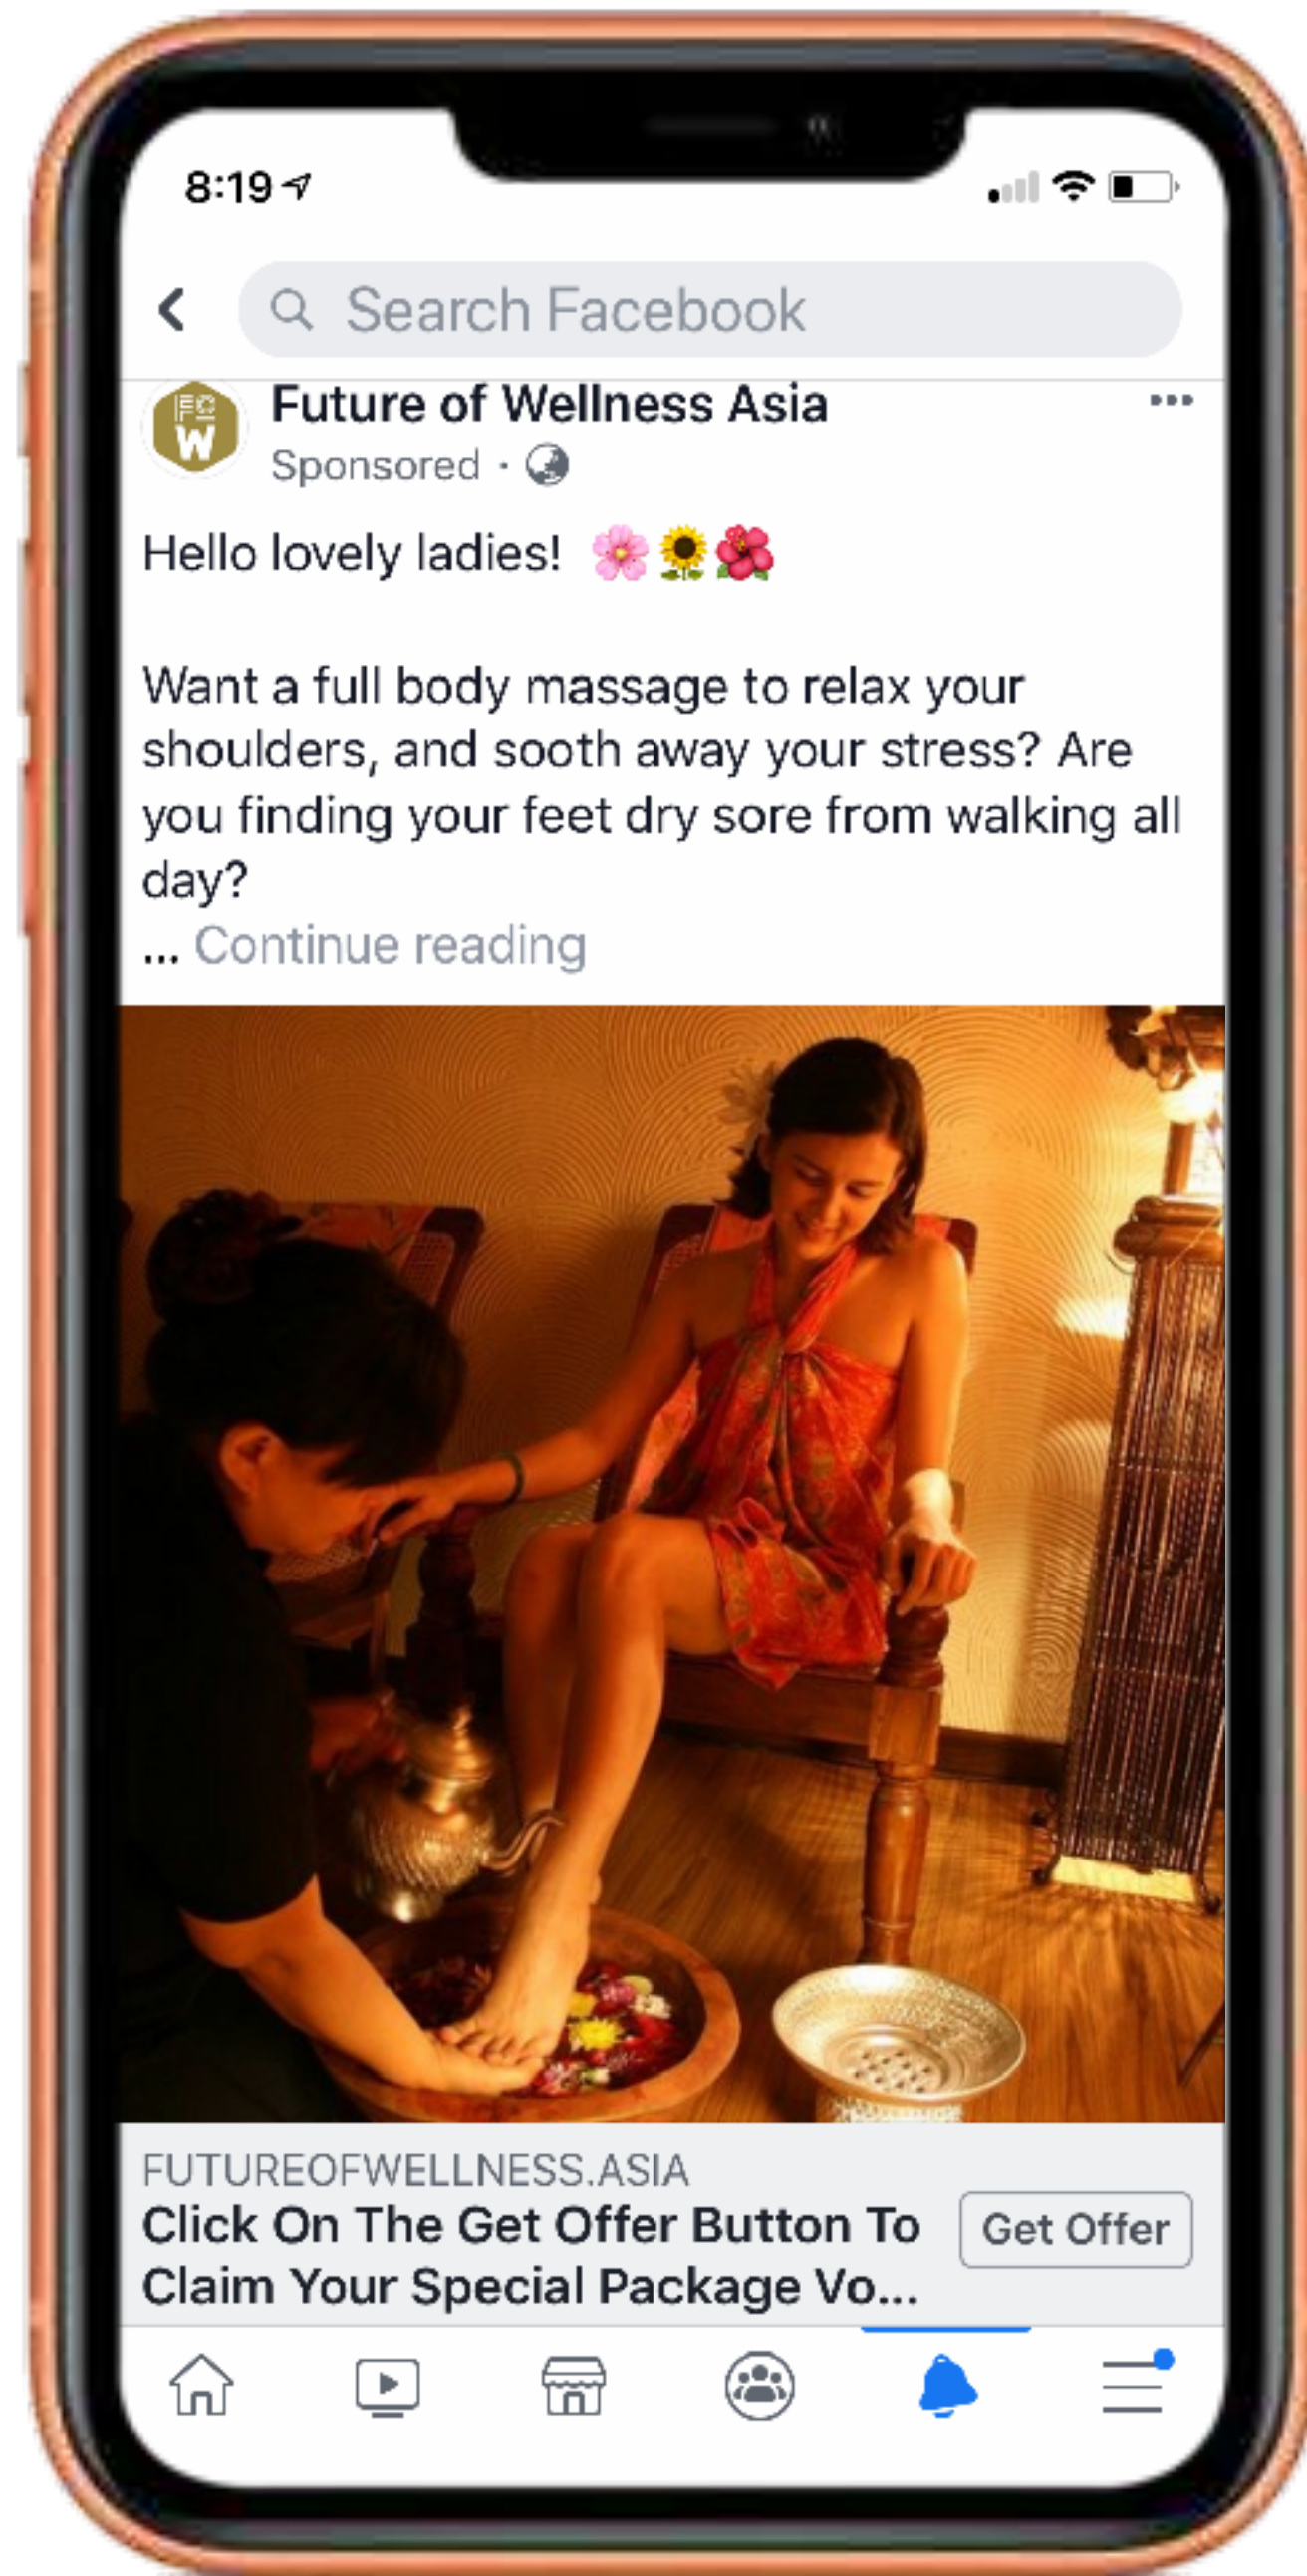 8:19
Search Facebook
FO
W
Future of Wellness Asia
Sponsored ·
Hello lovely ladies! 🌸🌻🌺
Want a full body massage to relax your
shoulders, and sooth away your stress? Are
you finding your feet dry sore from walking all
day?
... Continue reading
FUTUREOFWELLNESS.ASIA
Click On The Get Offer Button To
Claim Your Special Package Vo...
Get Offer